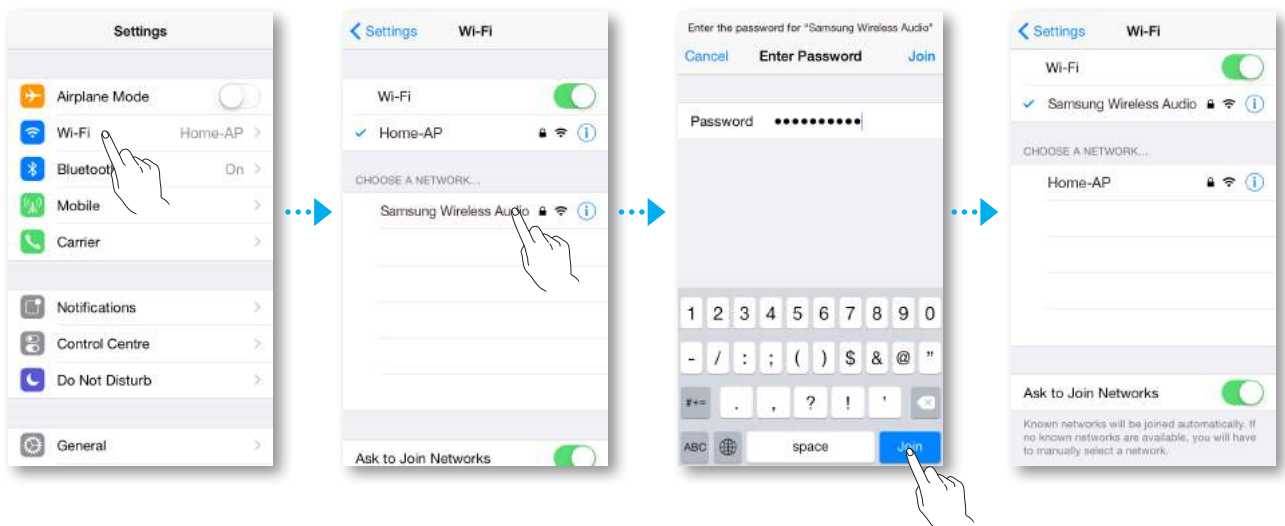 Settings
Airplane Mode
Wi-Fi Home-AP
Bluetoot On
Mobile
Carrier
Notifications
Control Centre
Do Not Disturb
General
Settings Wi-Fi
Wi-Fi
Home-AP
CHOOSE A NETWORK...
Samsung Wireless Audio
Ask to Join Networks
Enter the password for “Samsung Wireless Audio”
Cancel Enter Password Join
Password ••••••••••
1 2 3 4 5 6 7 8 9 0
- / : ; ( ) $ & @ "
#+= . , ? ! '
ABC space Join
Settings Wi-Fi
Wi-Fi
Samsung Wireless Audio
CHOOSE A NETWORK...
Home-AP
Ask to Join Networks
Known networks will be joined automatically. If
no known networks are available, you will have
to manually select a network.